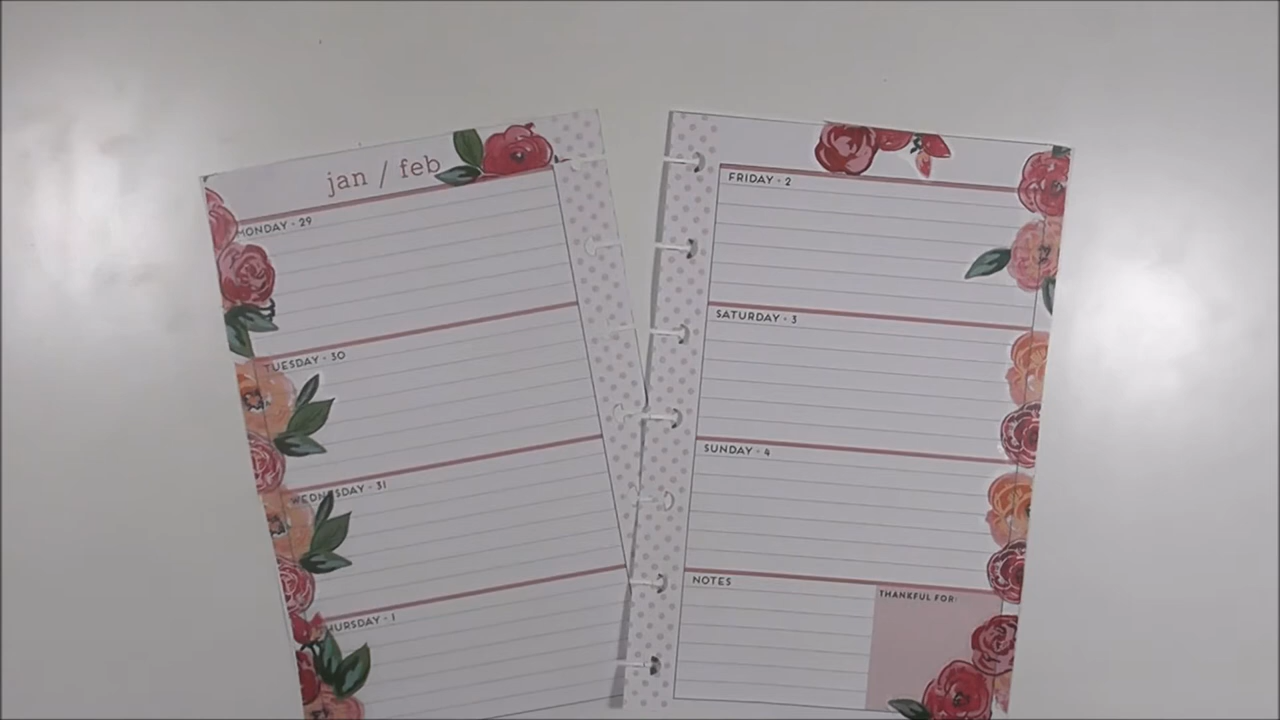 jan / feb
MONDAY · 29
TUESDAY · 30
WEDNESDAY · 31
THURSDAY · 1
FRIDAY · 2
SATURDAY · 3
SUNDAY · 4
NOTES
THANKFUL FOR: